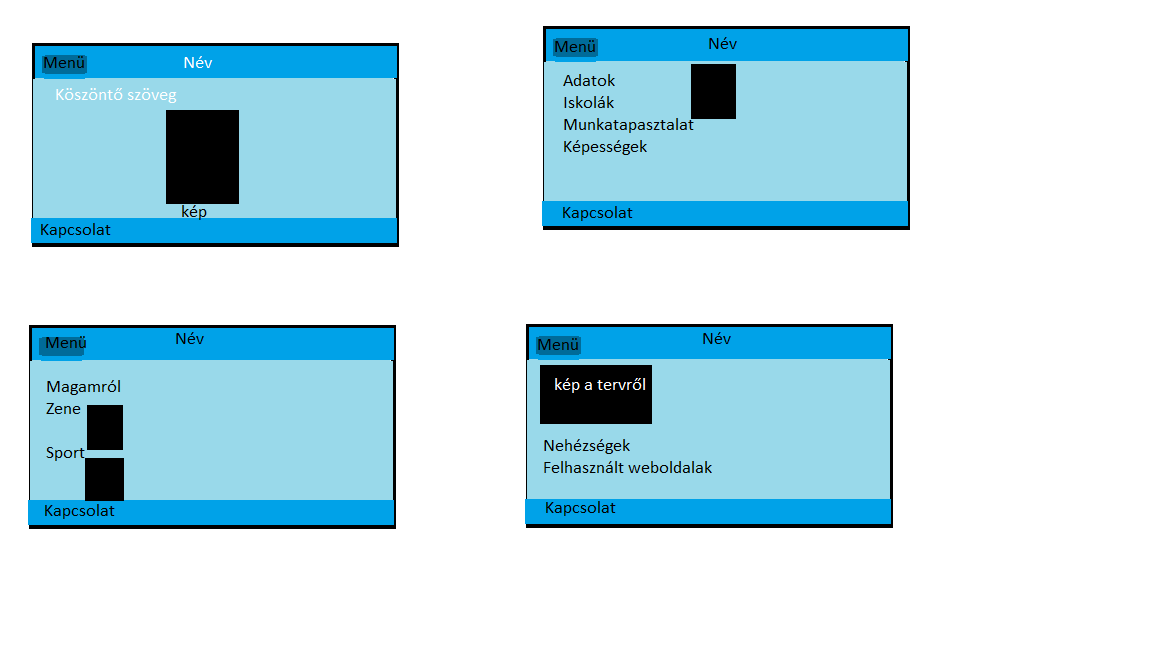 Menü
Név
Köszöntő szöveg
kép
Kapcsolat
Menü
Név
Adatok
Iskolák
Munkatapasztalat
Képességek
Kapcsolat
Menü
Név
Magamról
Zene
Sport
Kapcsolat
Menü
Név
kép a tervről
Nehézségek
Felhasznált weboldalak
Kapcsolat